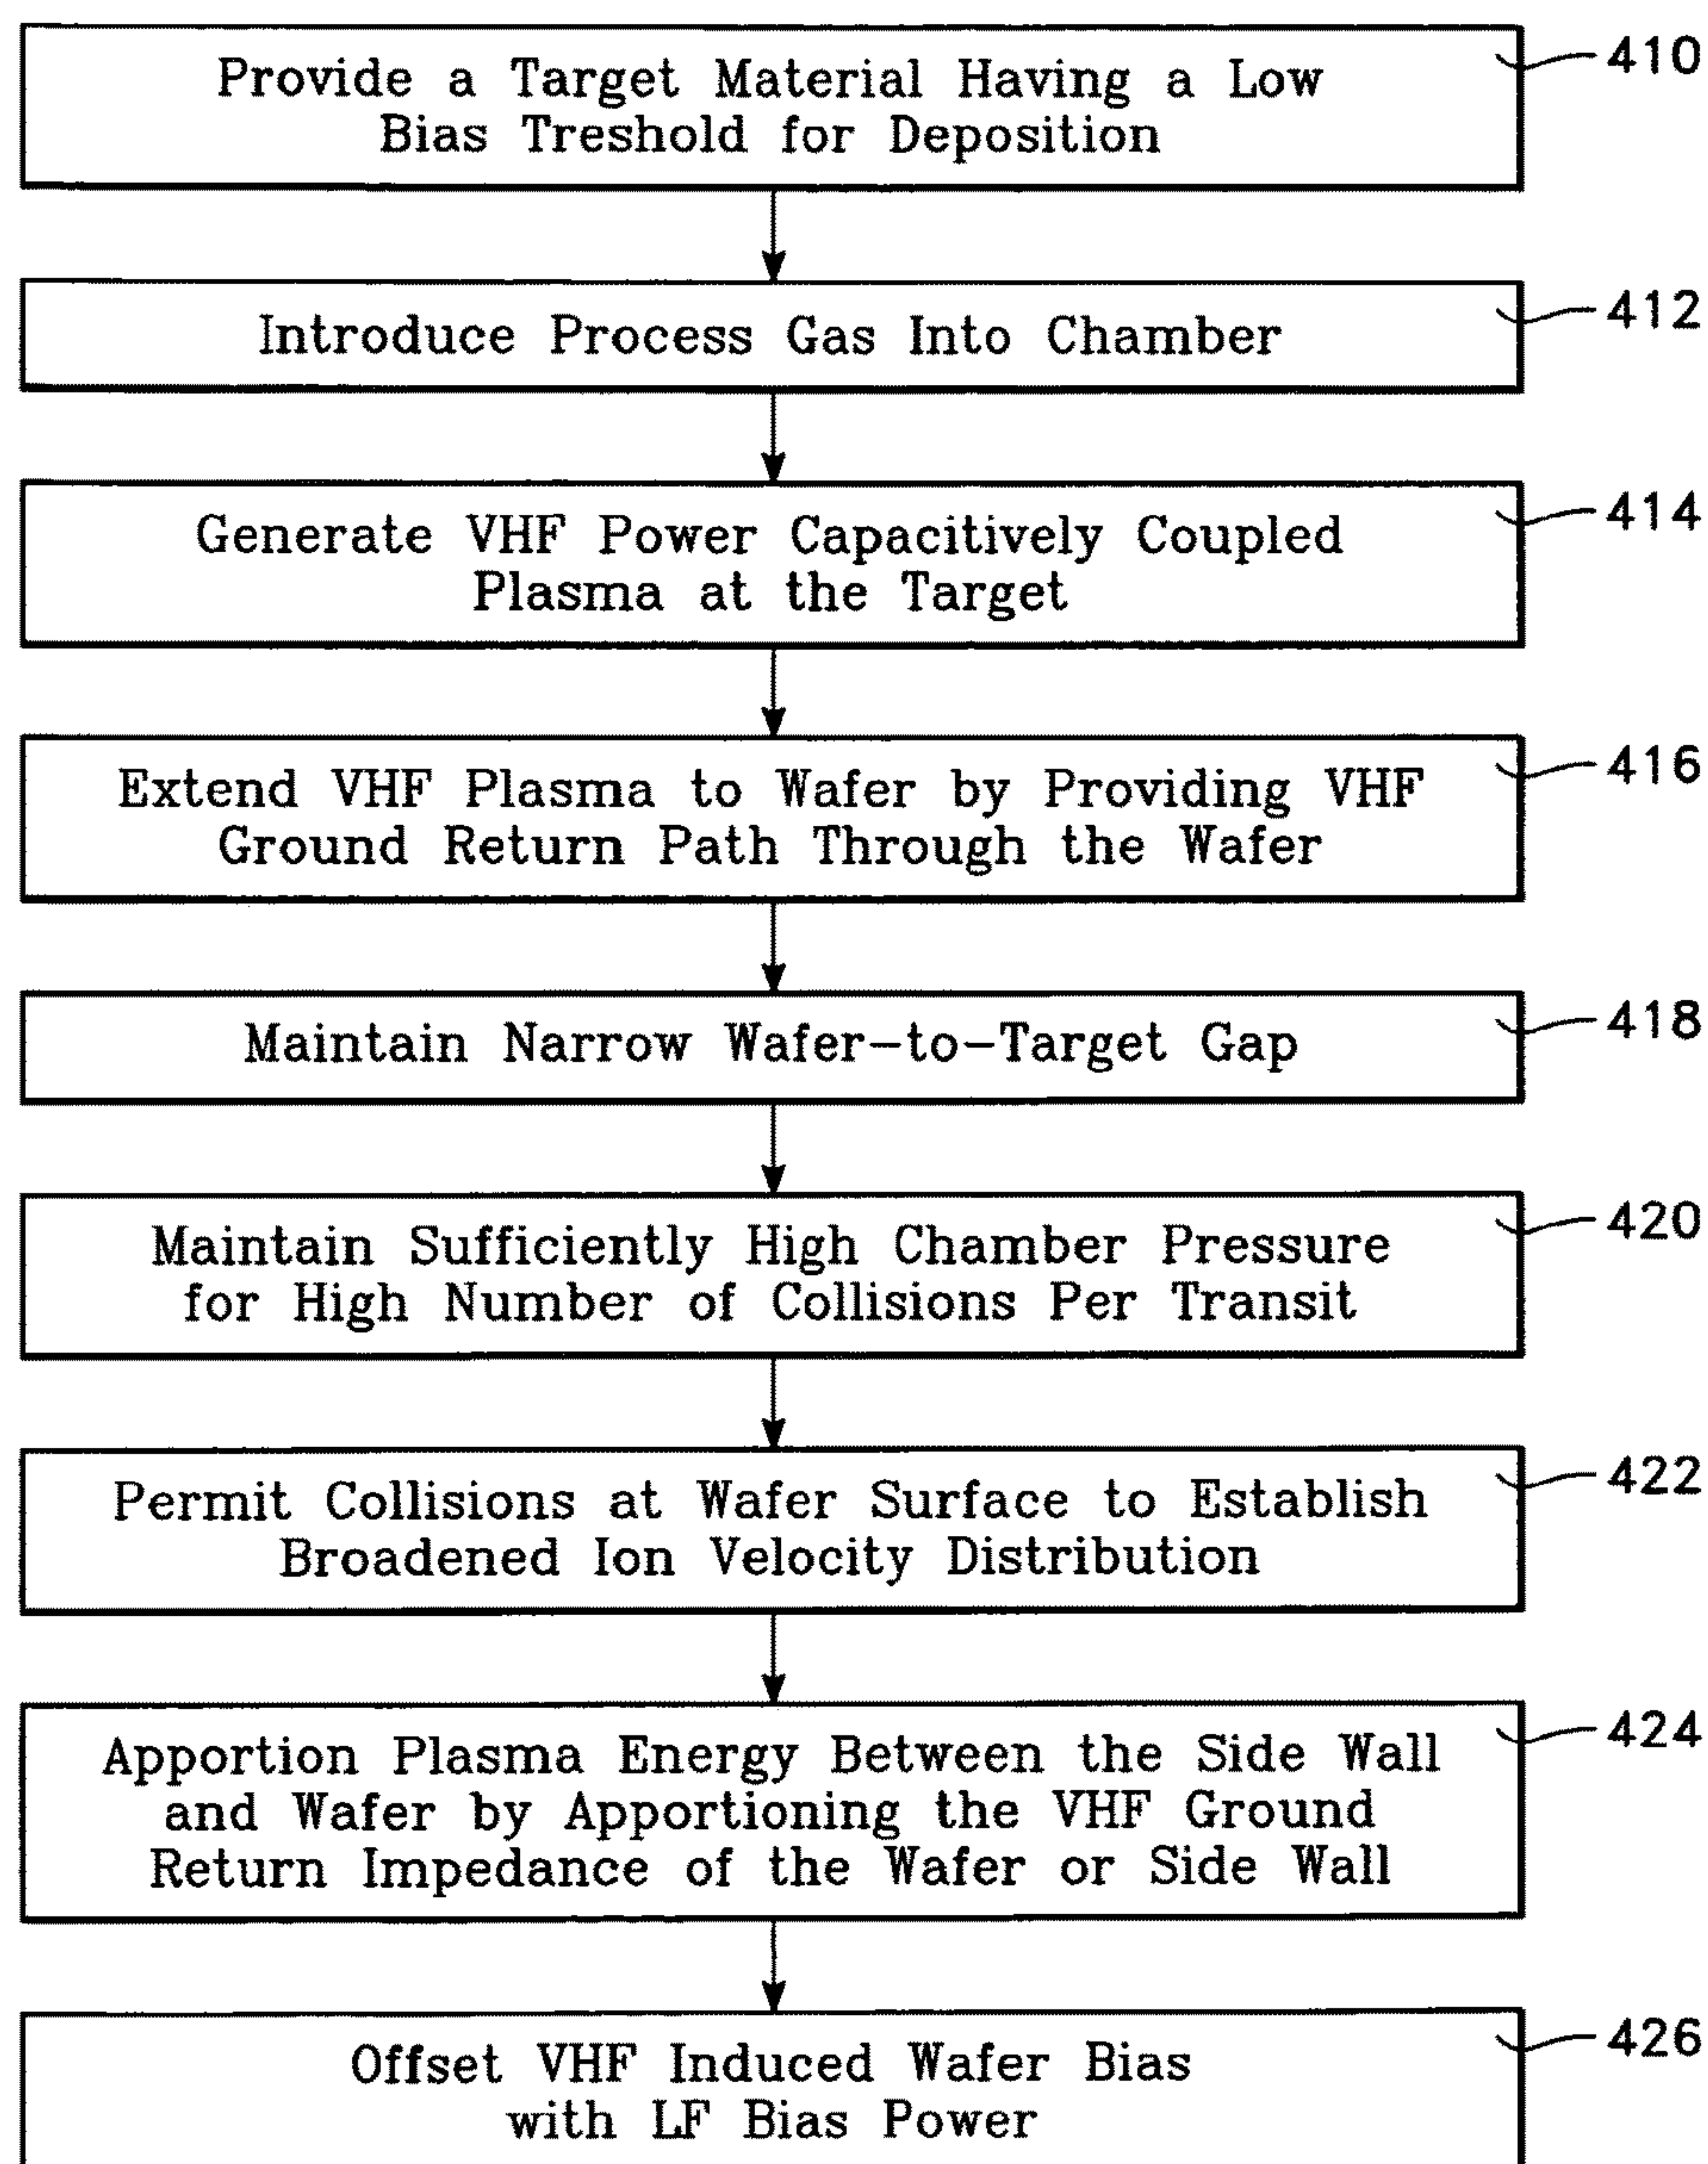 Provide a Target Material Having a Low
Bias Treshold for Deposition
410
Introduce Process Gas Into Chamber
412
Generate VHF Power Capacitively Coupled
Plasma at the Target
414
Extend VHF Plasma to Wafer by Providing VHF
Ground Return Path Through the Wafer
416
Maintain Narrow Wafer-to-Target Gap
418
Maintain Sufficiently High Chamber Pressure
for High Number of Collisions Per Transit
420
Permit Collisions at Wafer Surface to Establish
Broadened Ion Velocity Distribution
422
Apportion Plasma Energy Between the Side Wall
and Wafer by Apportioning the VHF Ground
Return Impedance of the Wafer or Side Wall
424
Offset VHF Induced Wafer Bias
with LF Bias Power
426